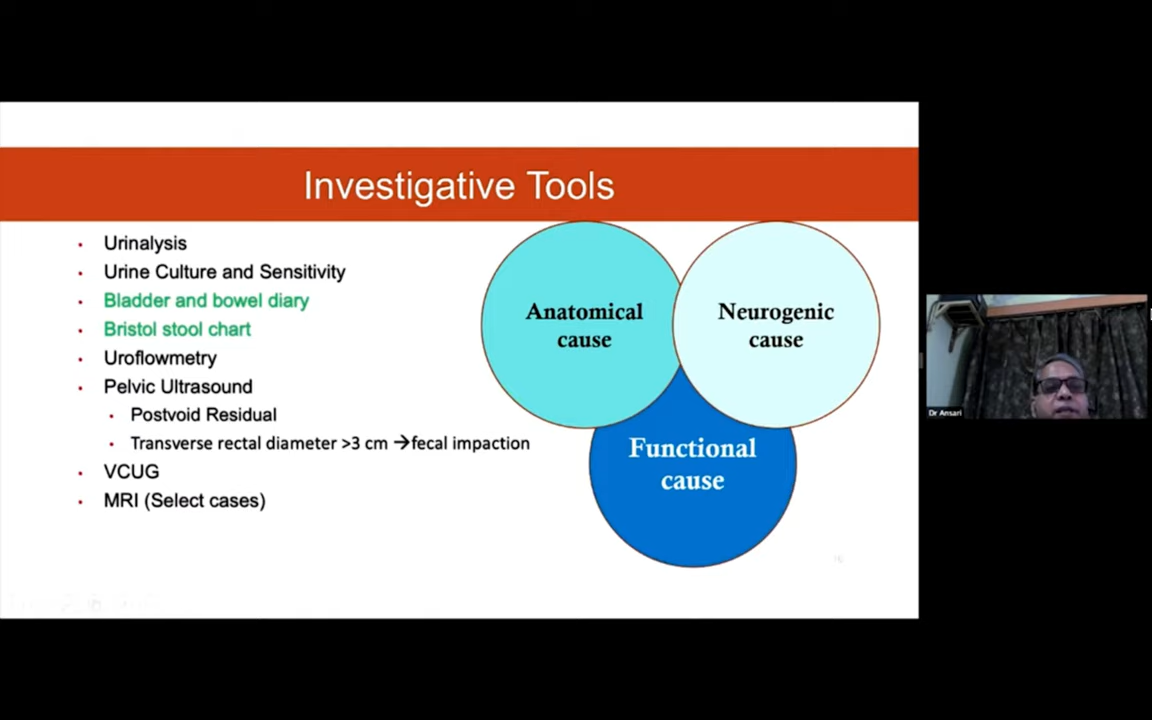 Investigative Tools
Urinalysis
Urine Culture and Sensitivity
Bladder and bowel diary
Bristol stool chart
Uroflowmetry
Pelvic Ultrasound
Postvoid Residual
Transverse rectal diameter >3 cm →fecal impaction
VCUG
MRI (Select cases)
Anatomical
cause
Neurogenic
cause
Functional
cause
Dr Ansari